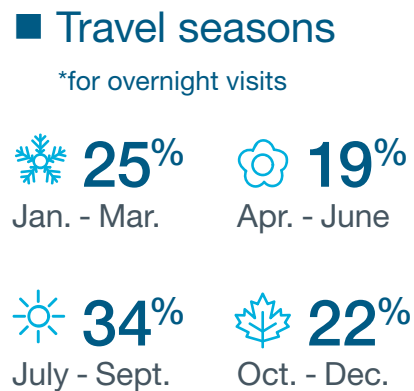 Travel seasons
*for overnight visits
25%
19%
Jan. - Mar.
Apr. - June
34%
22%
July - Sept.
Oct. - Dec.